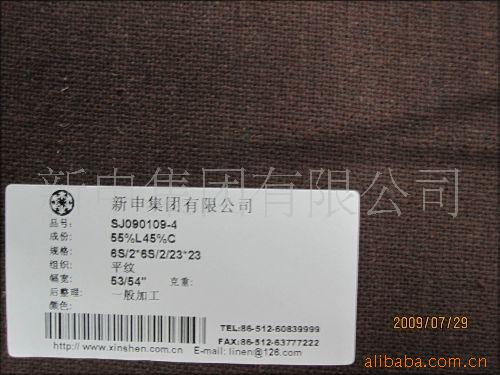 新申集团有限公司
新申集团有限公司
品号: SJ090109-4
成份: 55%L45%C
规格: 6S/2*6S/2/23*23
组织: 平纹
幅宽: 53/54" 克重:
后整理: 一般加工
颜色:
TEL:86-512-60839999
FAX:86-512-63777222
http://www.xinshen.com.cn E-mail: linen@126.com
2009/07/29
alibaba.com.cn